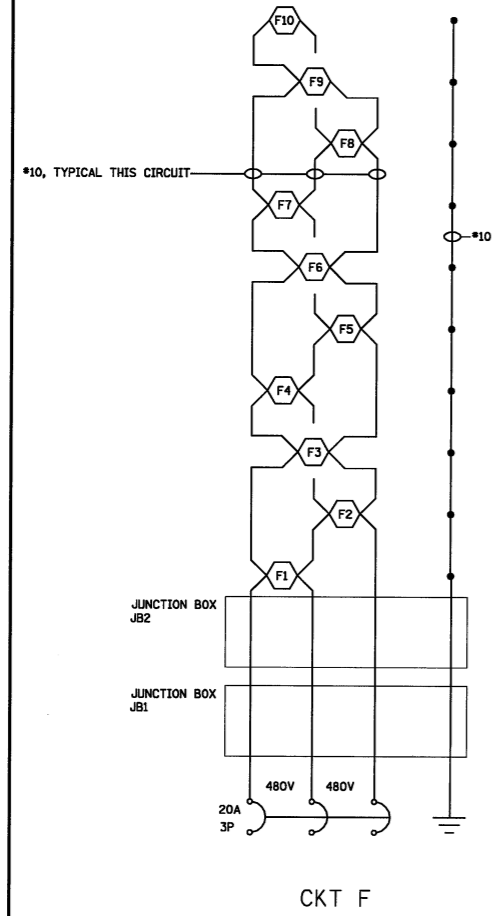 F10
F9
F8
*10, TYPICAL THIS CIRCUIT
F7
*10
F6
F5
F4
F3
F2
F1
JUNCTION BOX
JB2
JUNCTION BOX
JB1
480V 480V
20A
3P
CKT F